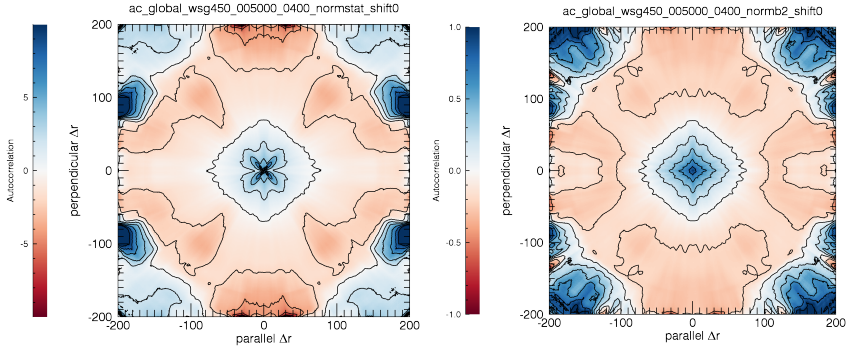 ac_global_wsg450_005000_0400_normstat_shift0
ac_global_wsg450_005000_0400_normb2_shift0
Autocorrelation
5
0
-5
perpendicular Δr
200
100
0
-100
-200
-200 -100 0 100 200
parallel Δr
Autocorrelation
1.0
0.5
0.0
-0.5
-1.0
perpendicular Δr
200
100
0
-100
-200
-200 -100 0 100 200
parallel Δr